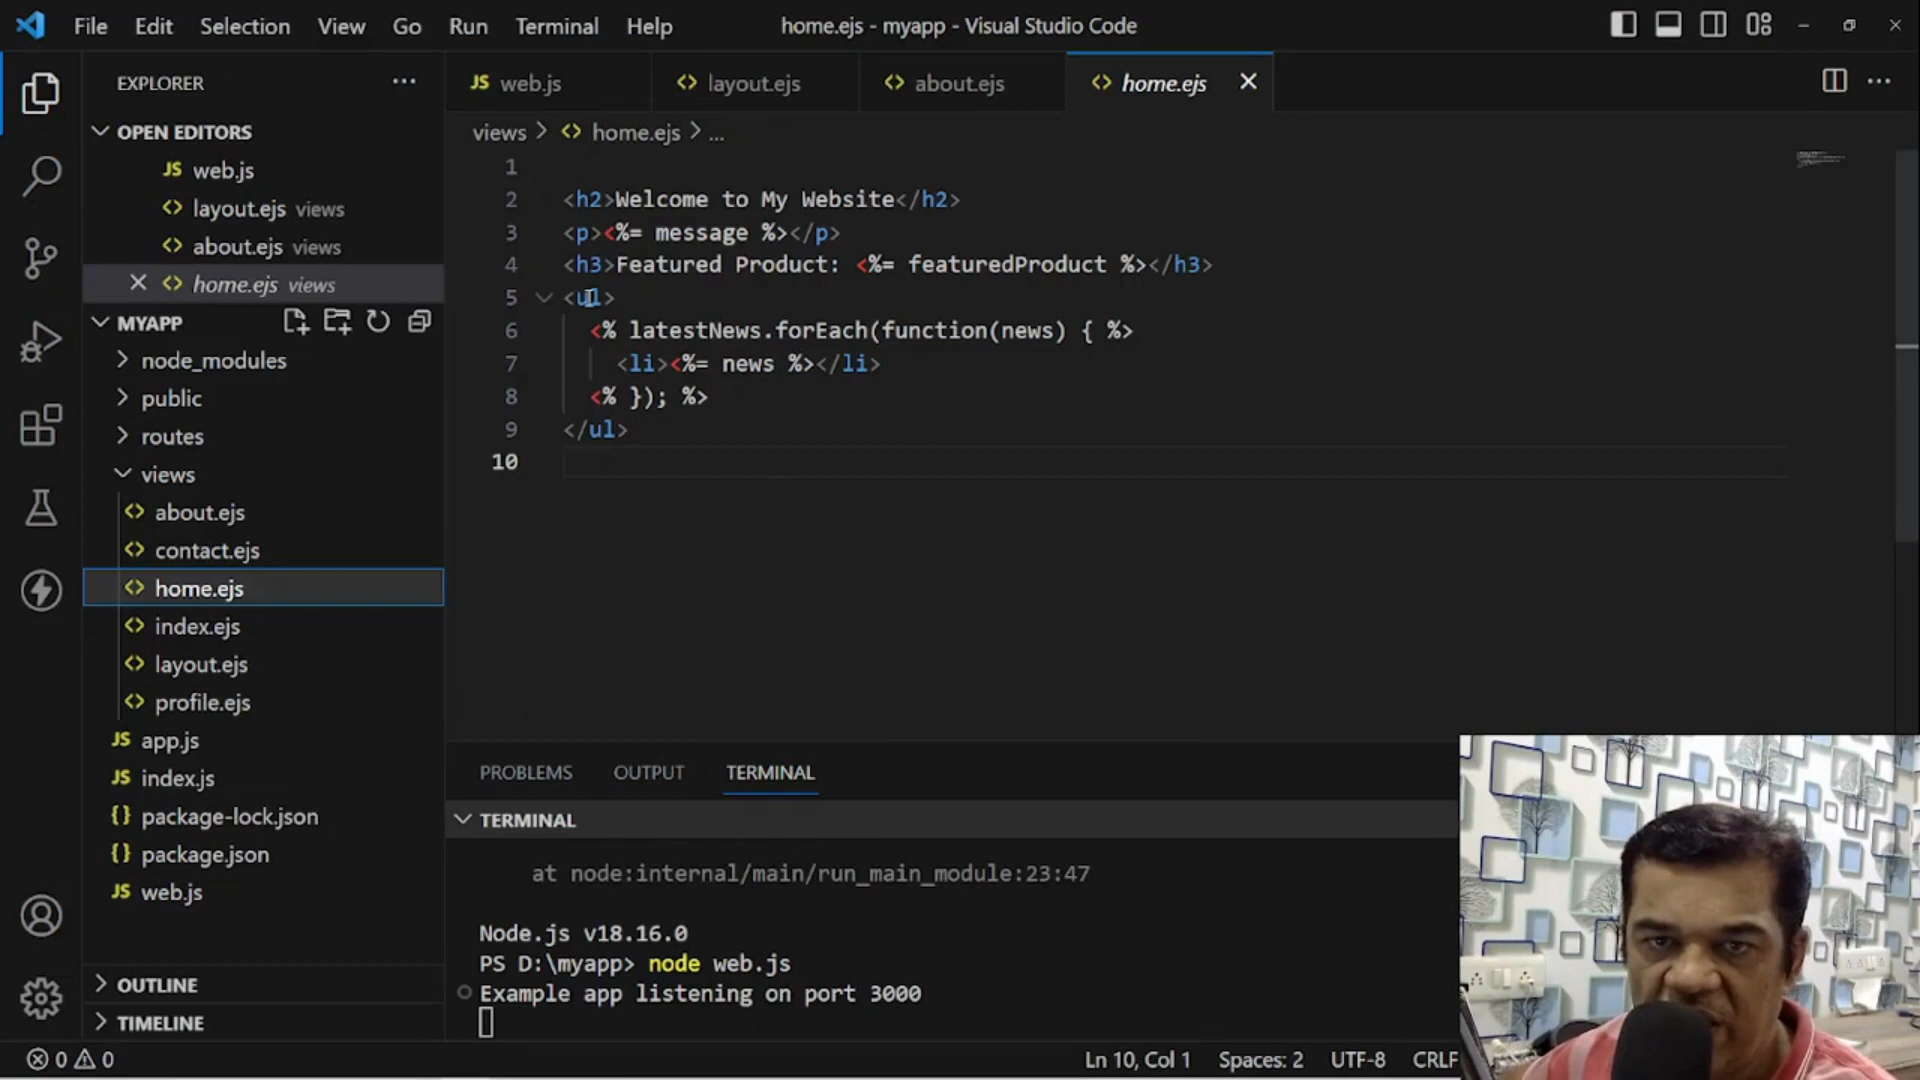 File Edit Selection View Go Run Terminal Help
home.ejs - myapp - Visual Studio Code
EXPLORER
OPEN EDITORS
web.js
layout.ejs views
about.ejs views
home.ejs views
MYAPP
node_modules
public
routes
views
about.ejs
contact.ejs
home.ejs
index.ejs
layout.ejs
profile.ejs
JS app.js
JS index.js
{} package-lock.json
{} package.json
JS web.js
OUTLINE
TIMELINE
JS web.js
layout.ejs
about.ejs
home.ejs
views > home.ejs > ...
1
2 <h2>Welcome to My Website</h2>
3 <p><%= message %></p>
4 <h3>Featured Product: <%= featuredProduct %></h3>
5 <ul>
6 <% latestNews.forEach(function(news) { %>
7 <li><%= news %></li>
8 <% }); %>
9 </ul>
10
PROBLEMS OUTPUT TERMINAL
TERMINAL
at node:internal/main/run_main_module:23:47
Node.js v18.16.0
PS D:\myapp> node web.js
Example app listening on port 3000
0 0
Ln 10, Col 1 Spaces: 2 UTF-8 CRLF